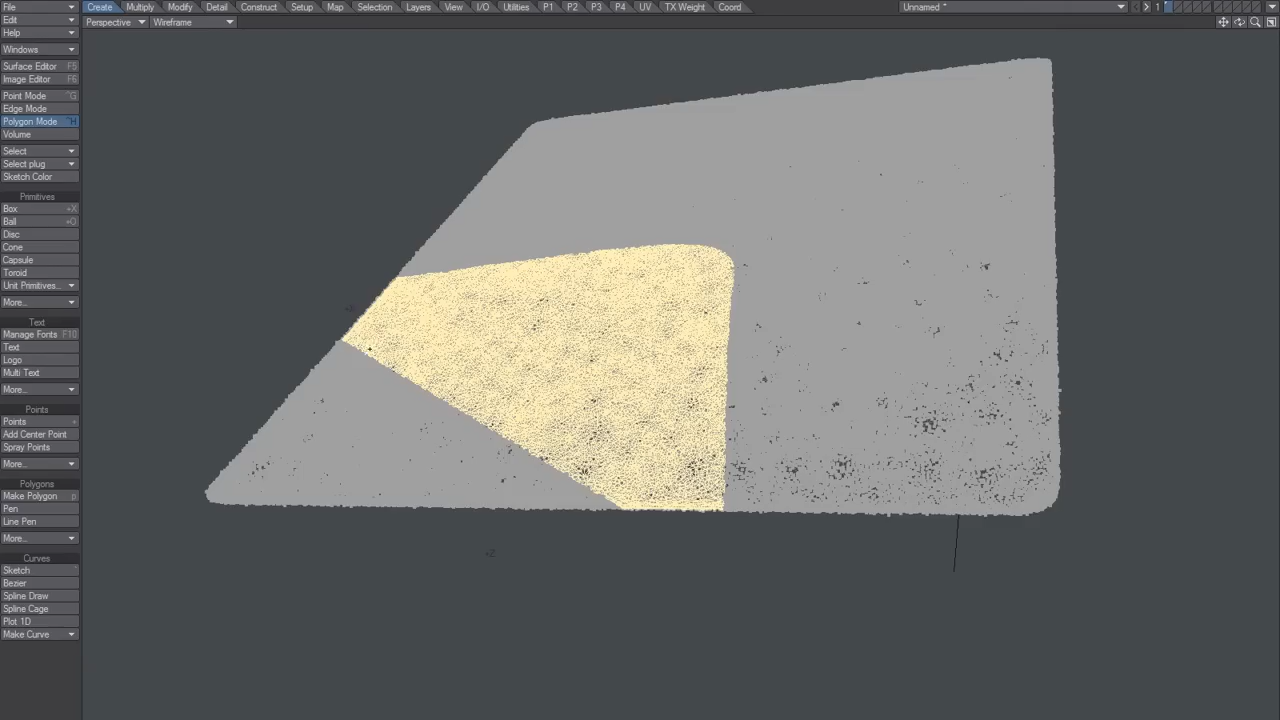 File
Create
Multiply
Modify
Detail
Construct
Setup
Map
Selection
Layers
View
I/O
Utilities
P1
P2
P3
P4
UV
TX Weight
Coord
Unnamed *
1
Edit
Perspective
Wireframe
Help
Windows
Surface Editor F5
Image Editor F6
Point Mode ^G
Edge Mode
Polygon Mode ^H
Volume
Select
Select plug
Sketch Color
Primitives
Box +X
Ball +O
Disc
Cone
Capsule
Toroid
Unit Primitives...
More...
Text
Manage Fonts F10
Text
Logo
Multi Text
More...
Points
Points +
Add Center Point
Spray Points
More...
Polygons
Make Polygon p
Pen
Line Pen
More...
Curves
Sketch `
Bezier
Spline Draw
Spline Cage
Plot 1D
Make Curve
+Z